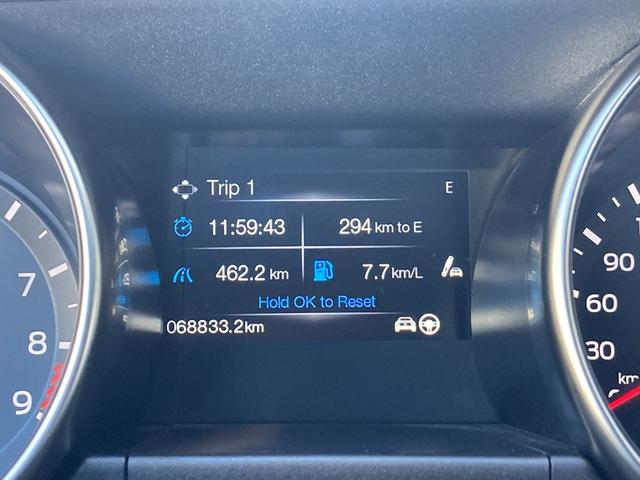 Trip 1 E
11:59:43 294 km to E
462.2 km 7.7 km/L
Hold OK to Reset
068833.2km
7
8
9
90
60
30
km